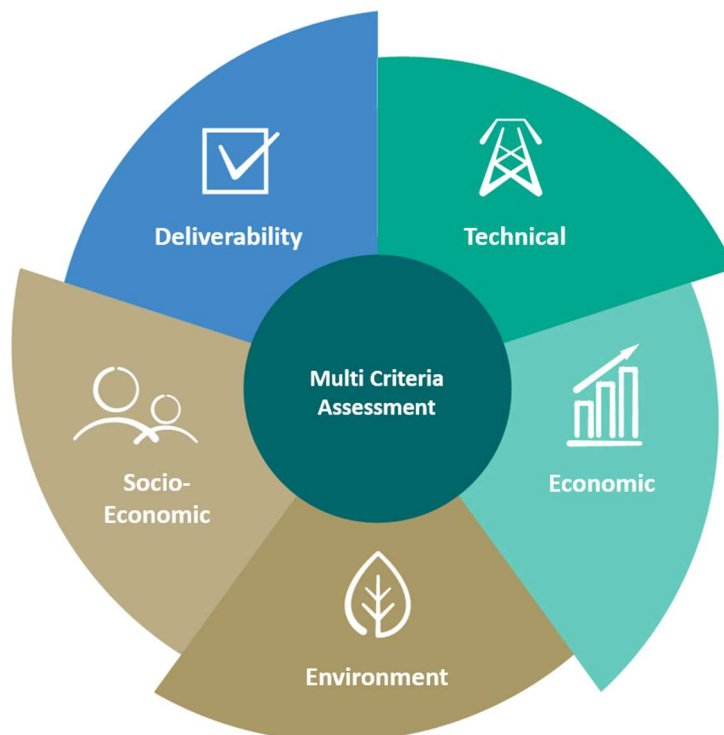 Deliverability
Technical
Multi Criteria
Assessment
Socio-
Economic
Economic
Environment